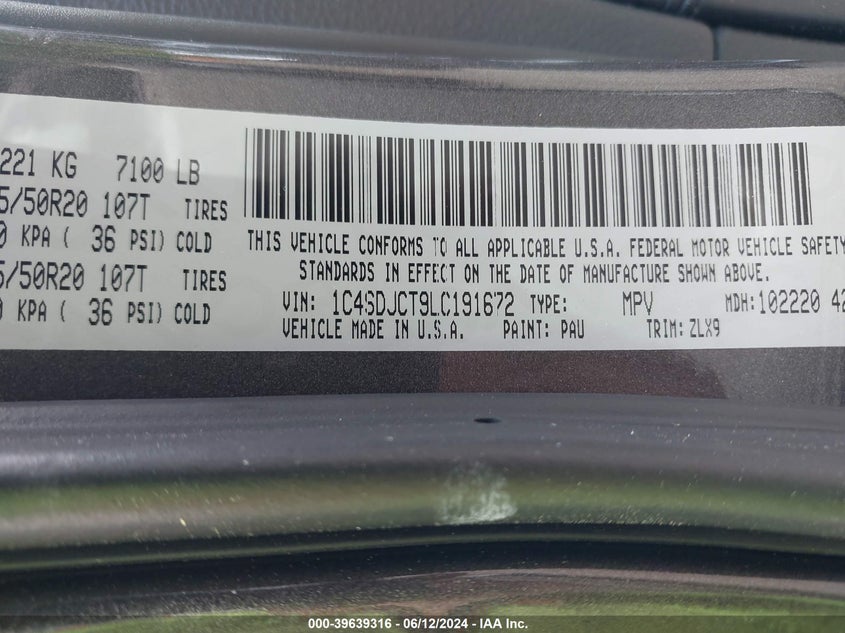 221 KG 7100 LB
5/50R20 107T TIRES
0 KPA ( 36 PSI) COLD
5/50R20 107T TIRES
0 KPA ( 36 PSI) COLD
THIS VEHICLE CONFORMS TO ALL APPLICABLE U.S.A. FEDERAL MOTOR VEHICLE SAFETY
STANDARDS IN EFFECT ON THE DATE OF MANUFACTURE SHOWN ABOVE.
VIN: 1C4SDJCT9LC191672 TYPE: MPV MDH:102220 42
VEHICLE MADE IN U.S.A. PAINT: PAU TRIM: ZLX9
000-39639316 - 06/12/2024 - IAA Inc.